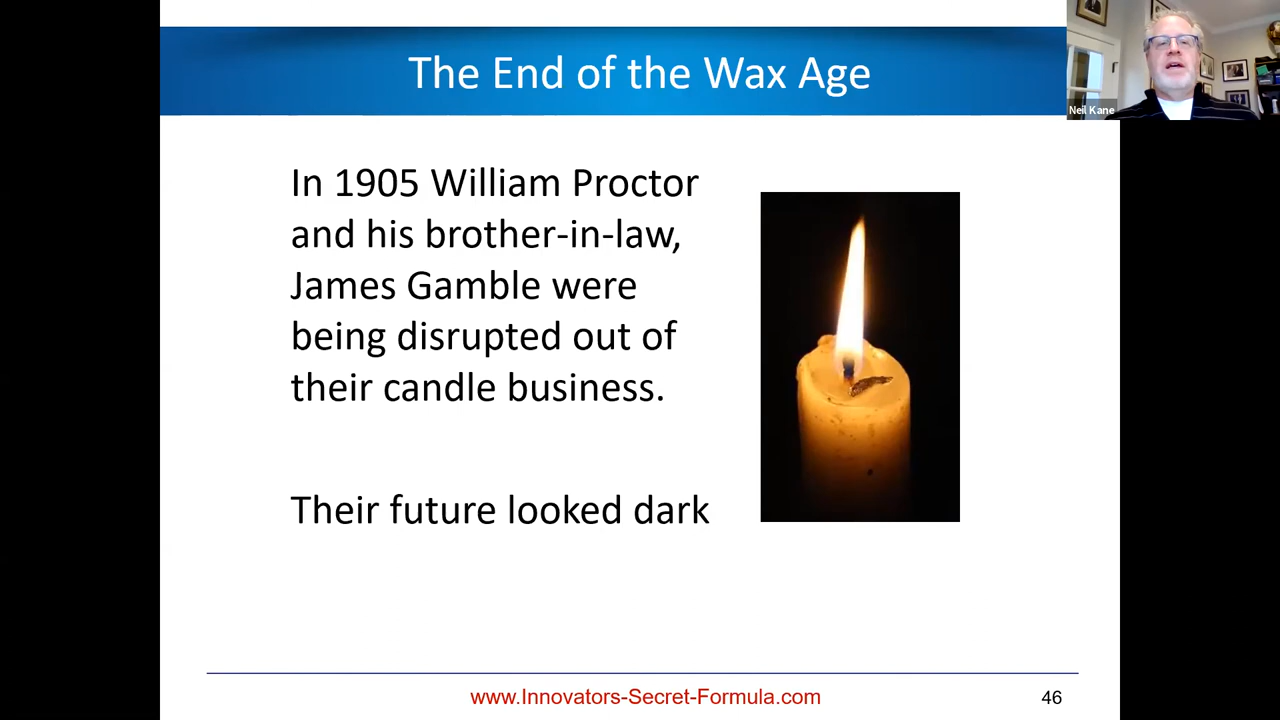 The End of the Wax Age
Neil Kane
In 1905 William Proctor
and his brother-in-law,
James Gamble were
being disrupted out of
their candle business.
Their future looked dark
www.Innovators-Secret-Formula.com
46